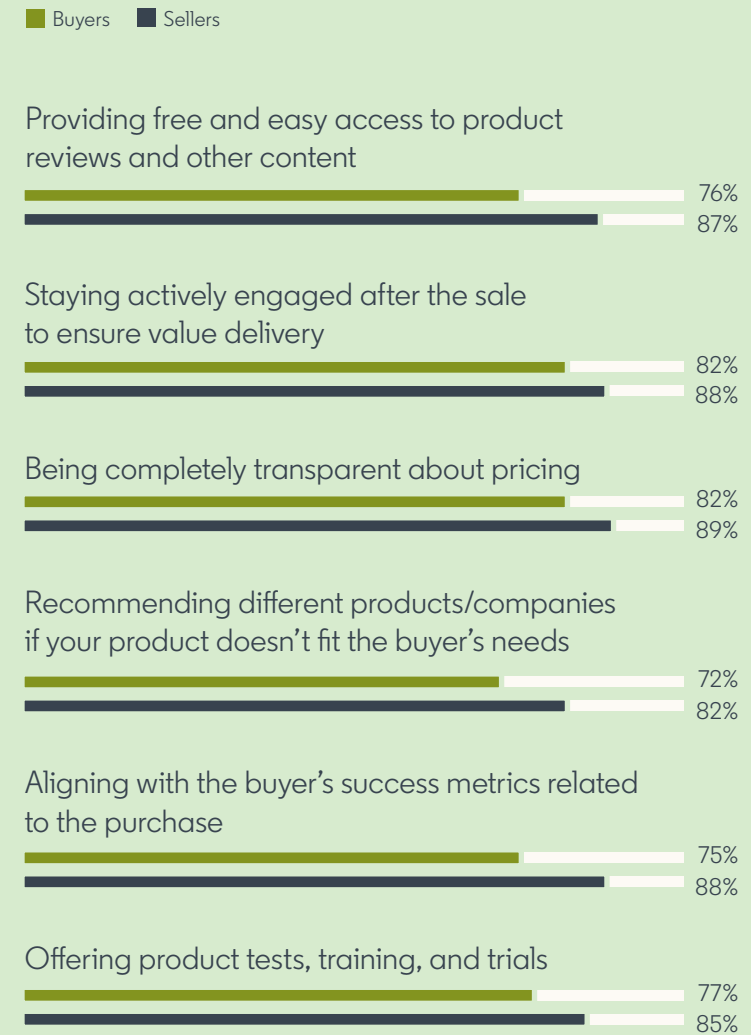 Buyers Sellers
Providing free and easy access to product
reviews and other content
76%
87%
Staying actively engaged after the sale
to ensure value delivery
82%
88%
Being completely transparent about pricing
82%
89%
Recommending different products/companies
if your product doesn’t fit the buyer’s needs
72%
82%
Aligning with the buyer’s success metrics related
to the purchase
75%
88%
Offering product tests, training, and trials
77%
85%